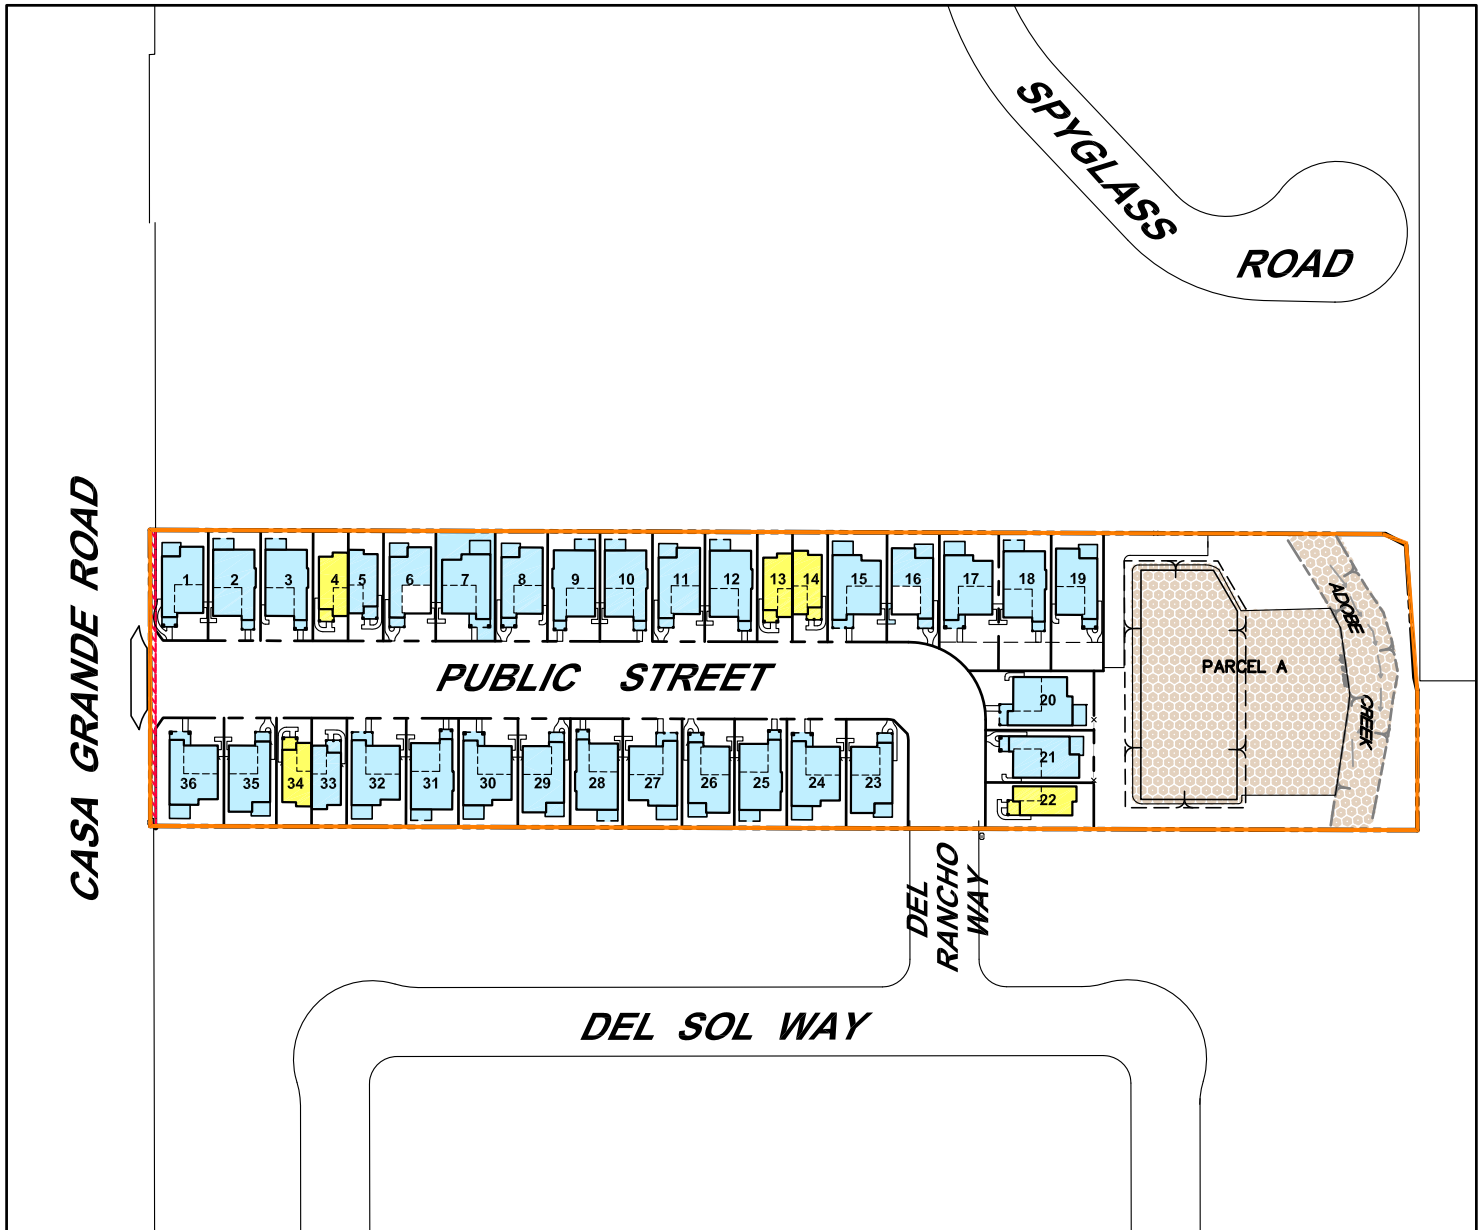 SPYGLASS
ROAD
CASA GRANDE ROAD
1 2 3 4 5 6 7 8 9 10 11 12 13 14 15 16 17 18 19
ADOBE
CREEK
PARCEL A
PUBLIC STREET
20
21
22
36 35 34 33 32 31 30 29 28 27 26 25 24 23
DEL
RANCHO
WAY
DEL SOL WAY